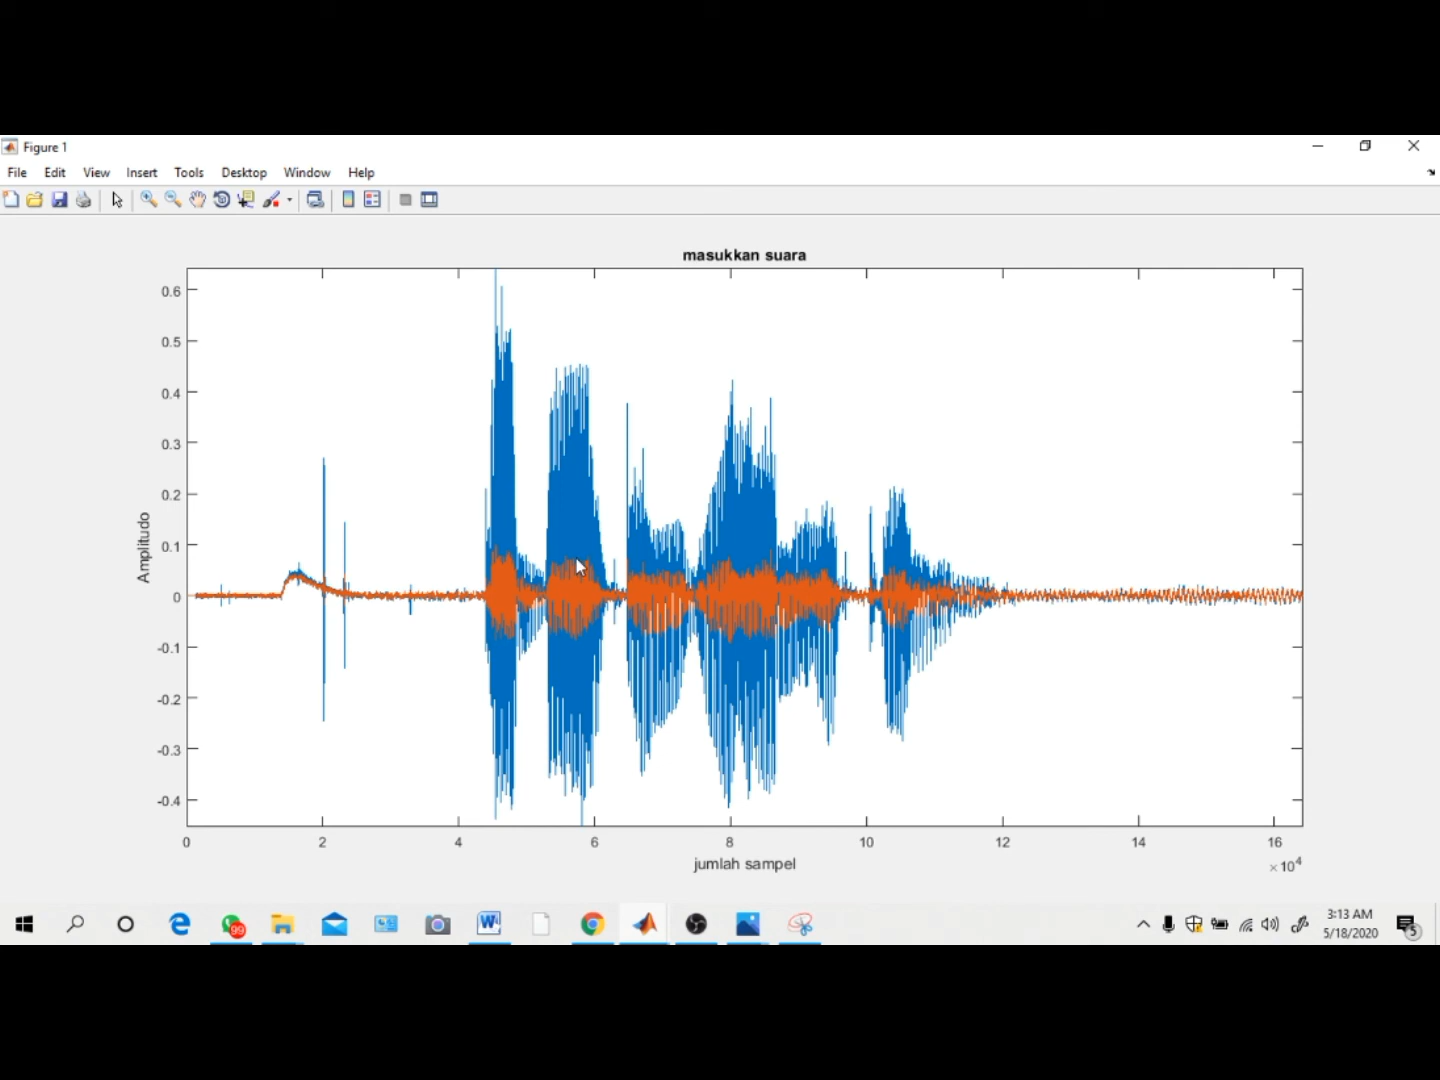 Figure 1
File Edit View Insert Tools Desktop Window Help
masukkan suara
0.6
0.5
0.4
0.3
0.2
0.1
0
-0.1
-0.2
-0.3
-0.4
Amplitudo
0 2 4 6 8 10 12 14 16
jumlah sampel
×10⁴
99
W
3:13 AM
5/18/2020
5